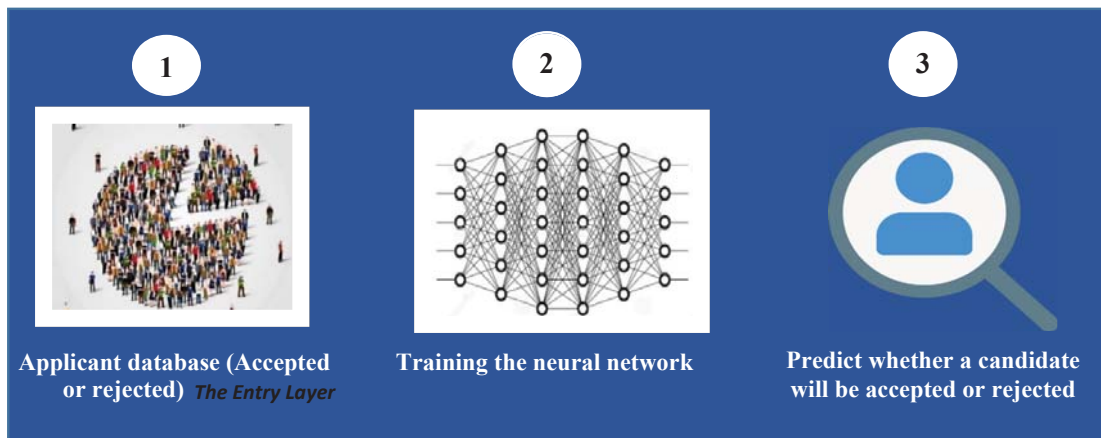 1
2
3
Applicant database (Accepted
or rejected) The Entry Layer
Training the neural network
Predict whether a candidate
will be accepted or rejected